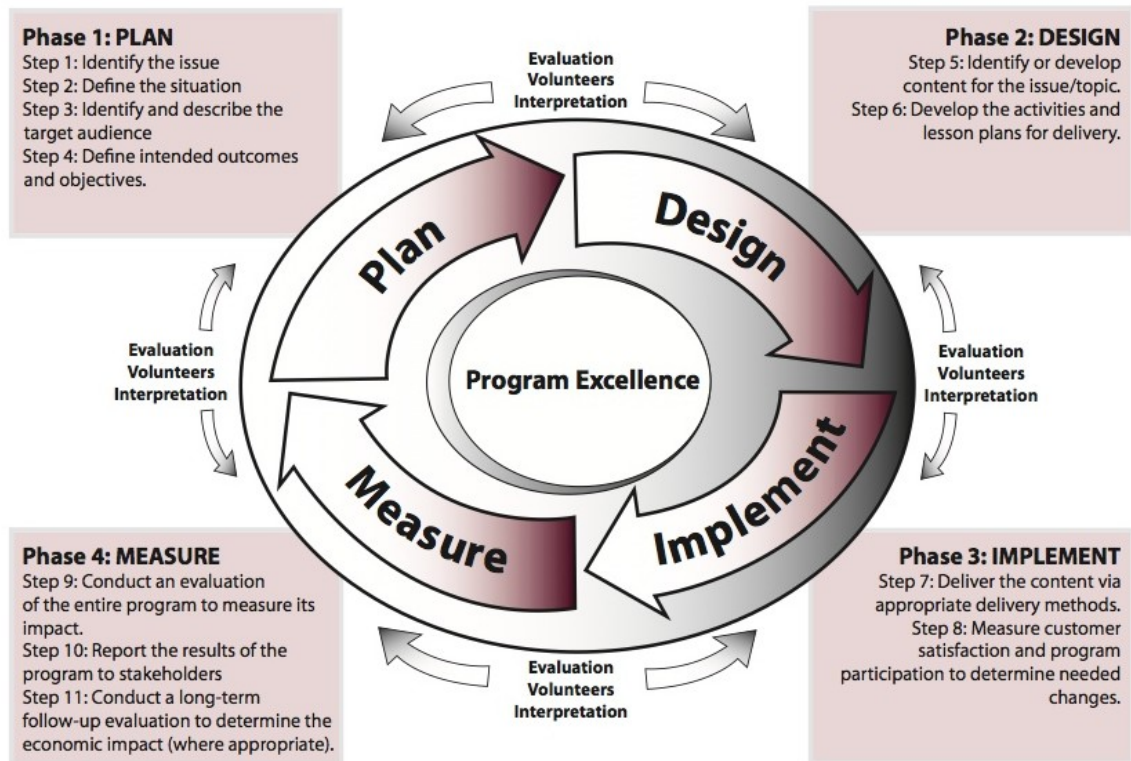 Phase 1: PLAN
Step 1: Identify the issue
Step 2: Define the situation
Step 3: Identify and describe the
target audience
Step 4: Define intended outcomes
and objectives.
Evaluation
Volunteers
Interpretation
Phase 2: DESIGN
Step 5: Identify or develop
content for the issue/topic.
Step 6: Develop the activities and
lesson plans for delivery.
Plan
Design
Evaluation
Volunteers
Interpretation
Program Excellence
Evaluation
Volunteers
Interpretation
Measure
Implement
Phase 4: MEASURE
Step 9: Conduct an evaluation
of the entire program to measure its
impact.
Step 10: Report the results of the
program to stakeholders
Step 11: Conduct a long-term
follow-up evaluation to determine the
economic impact (where appropriate).
Evaluation
Volunteers
Interpretation
Phase 3: IMPLEMENT
Step 7: Deliver the content via
appropriate delivery methods.
Step 8: Measure customer
satisfaction and program
participation to determine needed
changes.